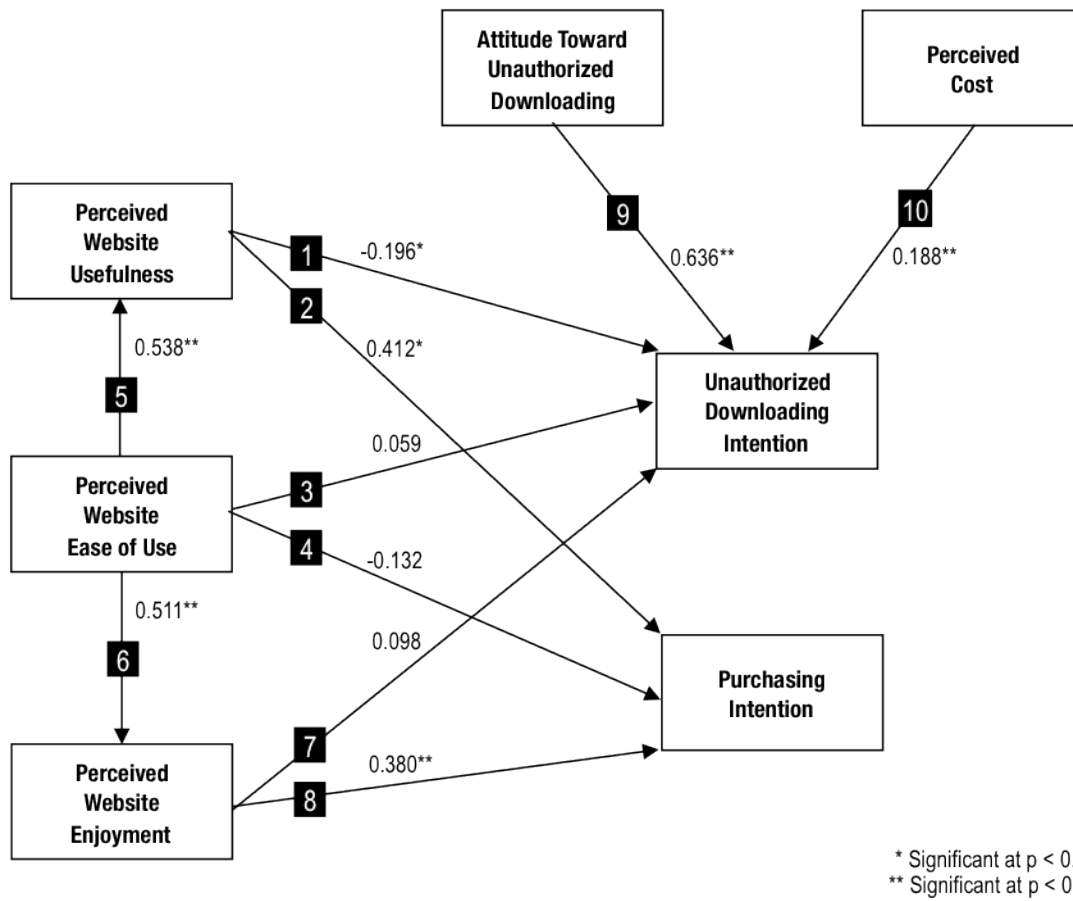 Attitude Toward
Unauthorized
Downloading
Perceived
Cost
9
10
0.636**
0.188**
Perceived
Website
Usefulness
1
-0.196*
2
0.412*
0.538**
5
Unauthorized
Downloading
Intention
0.059
3
Perceived
Website
Ease of Use
4
-0.132
0.511**
6
0.098
Purchasing
Intention
7
0.380**
8
Perceived
Website
Enjoyment
* Significant at p < 0.
** Significant at p < 0